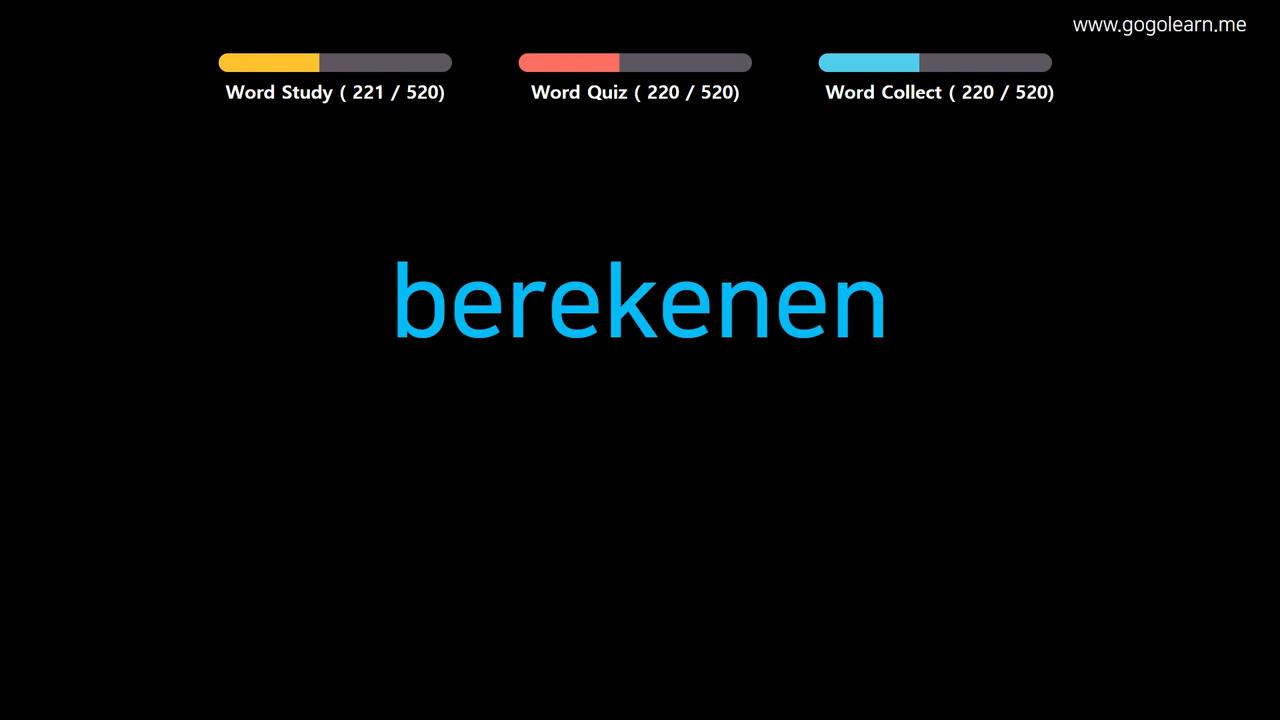 www.gogolearn.me
Word Study ( 221 / 520)
Word Quiz ( 220 / 520)
Word Collect ( 220 / 520)
berekenen